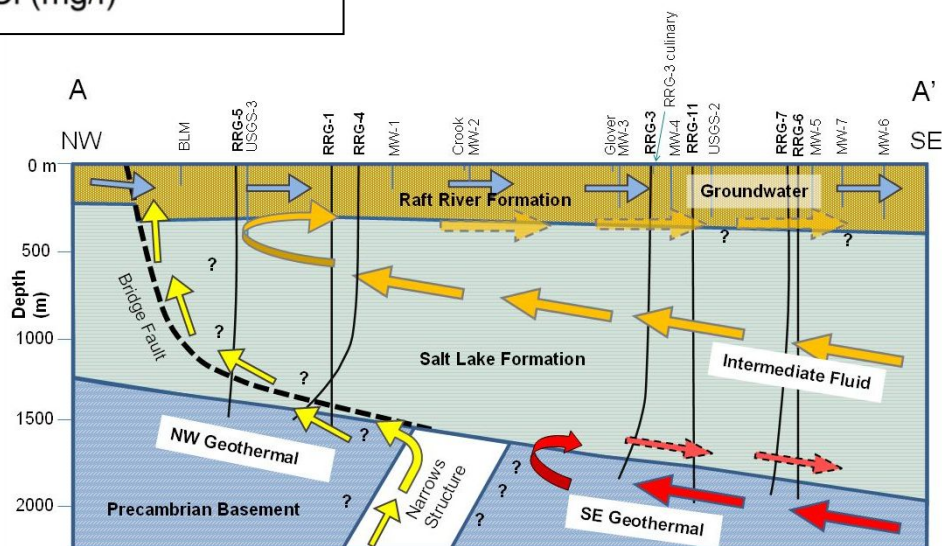 Cl (mg/l)
A
A'
NW
SE
BLM
RRG-5
USGS-3
RRG-1
RRG-4
MW-1
Crook
MW-2
Glover
MW-3
RRG-3
RRG-3 culinary
MW-4
RRG-11
USGS-2
RRG-7
RRG-6
MW-5
MW-7
MW-6
0 m
500
1000
1500
2000
Depth
(m)
Raft River Formation
Groundwater
?
?
?
?
?
?
?
?
?
?
?
Bridge Fault
Salt Lake Formation
Intermediate Fluid
NW Geothermal
Narrows
Structure
SE Geothermal
Precambrian Basement